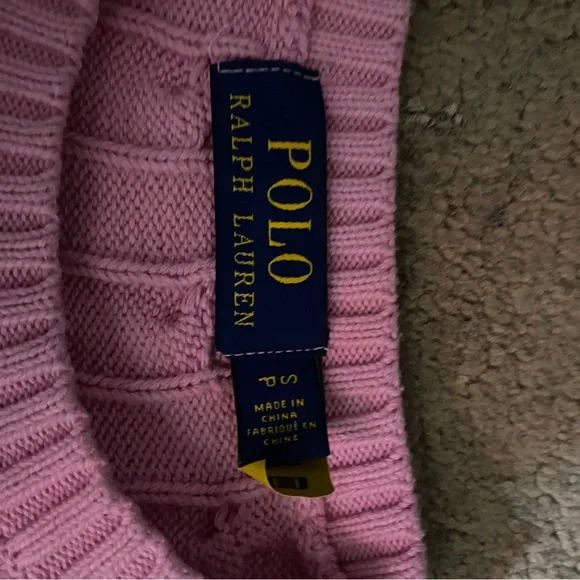 POLO
RALPH LAUREN
S
P
MADE IN
CHINA
FABRIQUÉ EN
CHINE